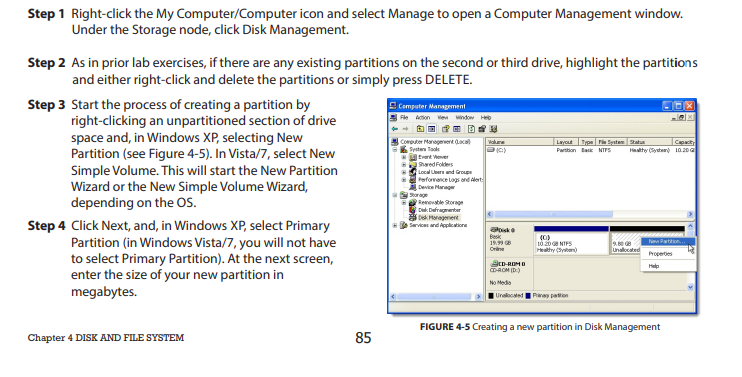 Step 1 Right-click the My Computer/Computer icon and select Manage to open a Computer Management window.
Under the Storage node, click Disk Management.
Step 2 As in prior lab exercises, if there are any existing partitions on the second or third drive, highlight the partitions
and either right-click and delete the partitions or simply press DELETE.
Step 3 Start the process of creating a partition by
right-clicking an unpartitioned section of drive
space and, in Windows XP, selecting New
Partition (see Figure 4-5). In Vista/7, select New
Simple Volume. This will start the New Partition
Wizard or the New Simple Volume Wizard,
depending on the OS.
Step 4 Click Next, and, in Windows XP, select Primary
Partition (in Windows Vista/7, you will not have
to select Primary Partition). At the next screen,
enter the size of your new partition in
megabytes.
Computer Management
File Action View Window Help
Computer Management (Local)
System Tools
Event Viewer
Shared Folders
Local Users and Groups
Performance Logs and Alert
Device Manager
Storage
Removable Storage
Disk Defragmenter
Disk Management
Services and Applications
Volume Layout Type File System Status Capacity
(C:) Partition Basic NTFS Healthy (System) 10.20 G
Disk 0
Basic
19.99 GB
Online
(C:)
10.20 GB NTFS
Healthy (System)
9.80 GB
Unallocated
New Partition...
Properties
Help
CD-ROM 0
CD-ROM (D:)
No Media
Unallocated Primary partition
FIGURE 4-5 Creating a new partition in Disk Management
Chapter 4 DISK AND FILE SYSTEM
85